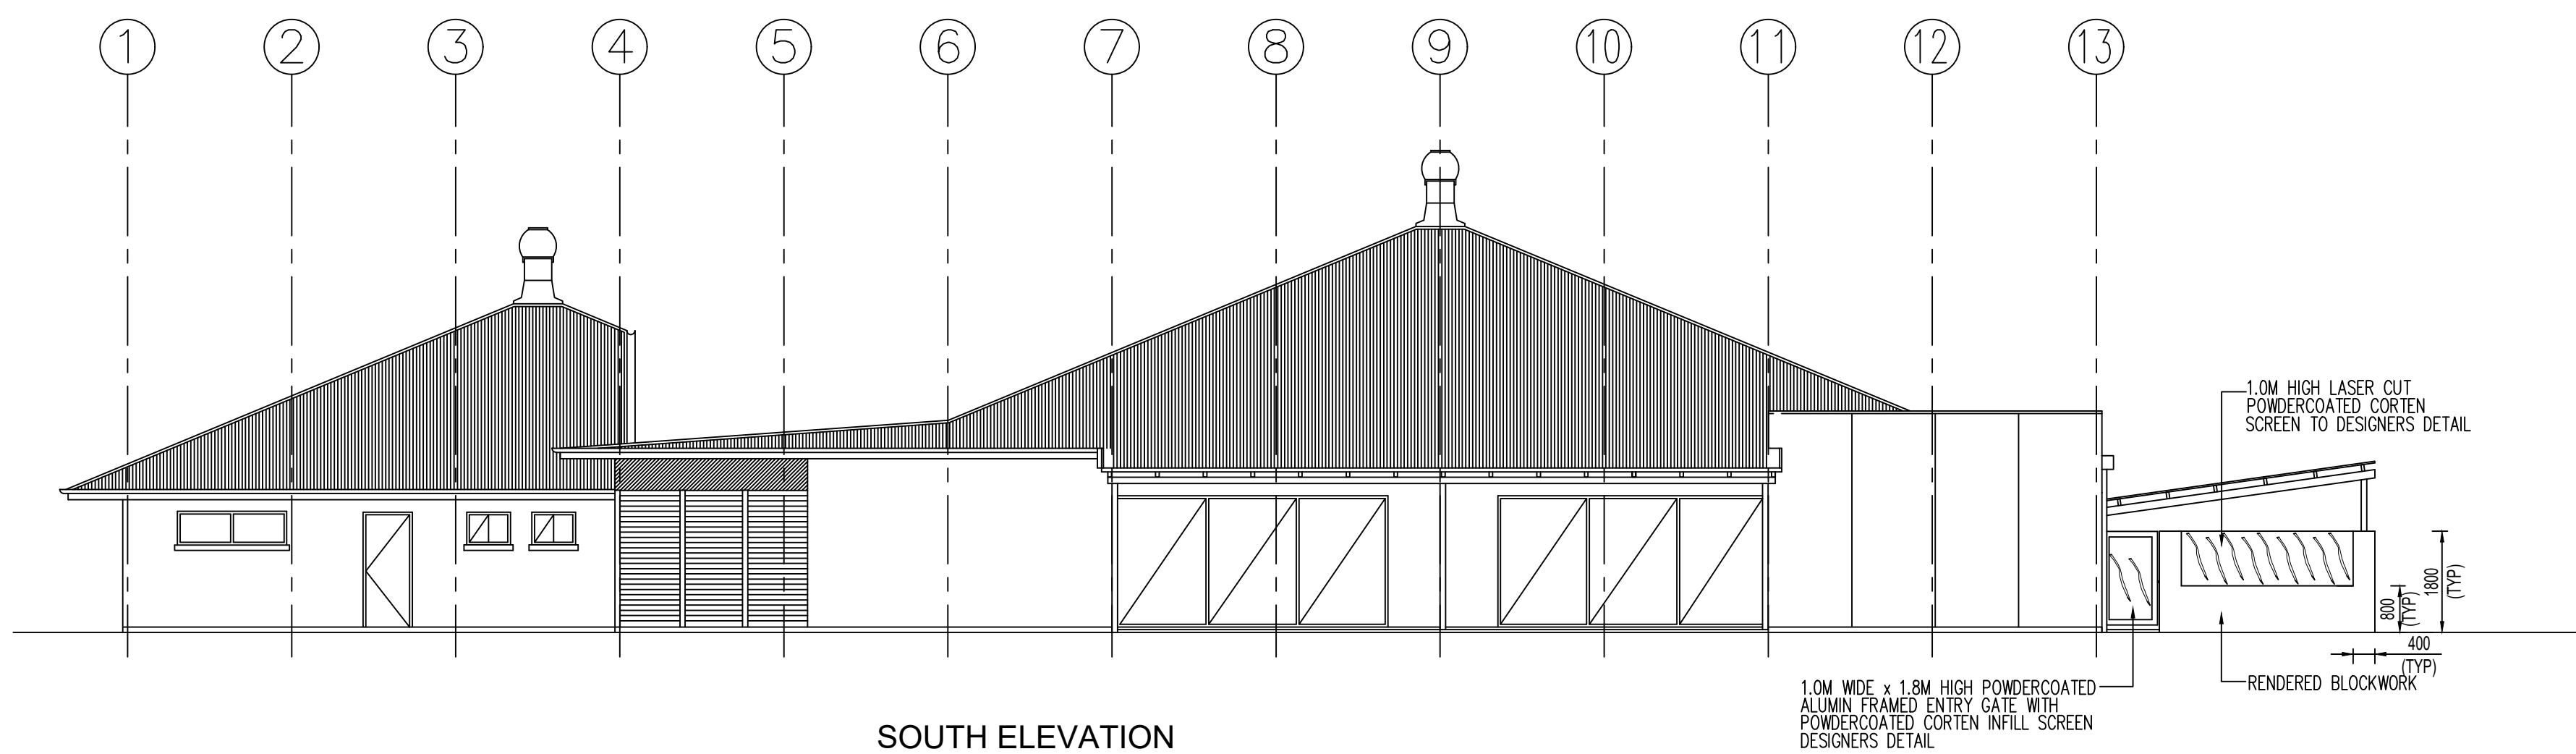 1 2 3 4 5 6 7 8 9 10 11 12 13
1.0M HIGH LASER CUT
POWDERCOATED CORTEN
SCREEN TO DESIGNERS DETAIL
1800
(TYP)
800
(TYP)
400
(TYP)
RENDERED BLOCKWORK
1.0M WIDE x 1.8M HIGH POWDERCOATED
ALUMIN FRAMED ENTRY GATE WITH
POWDERCOATED CORTEN INFILL SCREEN
DESIGNERS DETAIL
SOUTH ELEVATION